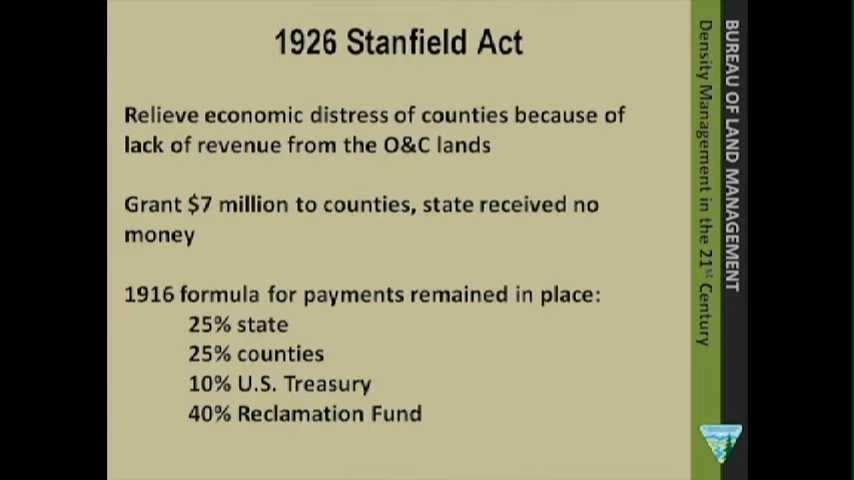 1926 Stanfield Act
Relieve economic distress of counties because of
lack of revenue from the O&C lands
Grant $7 million to counties, state received no
money
1916 formula for payments remained in place:
25% state
25% counties
10% U.S. Treasury
40% Reclamation Fund
BUREAU OF LAND MANAGEMENT
Density Management in the 21st Century